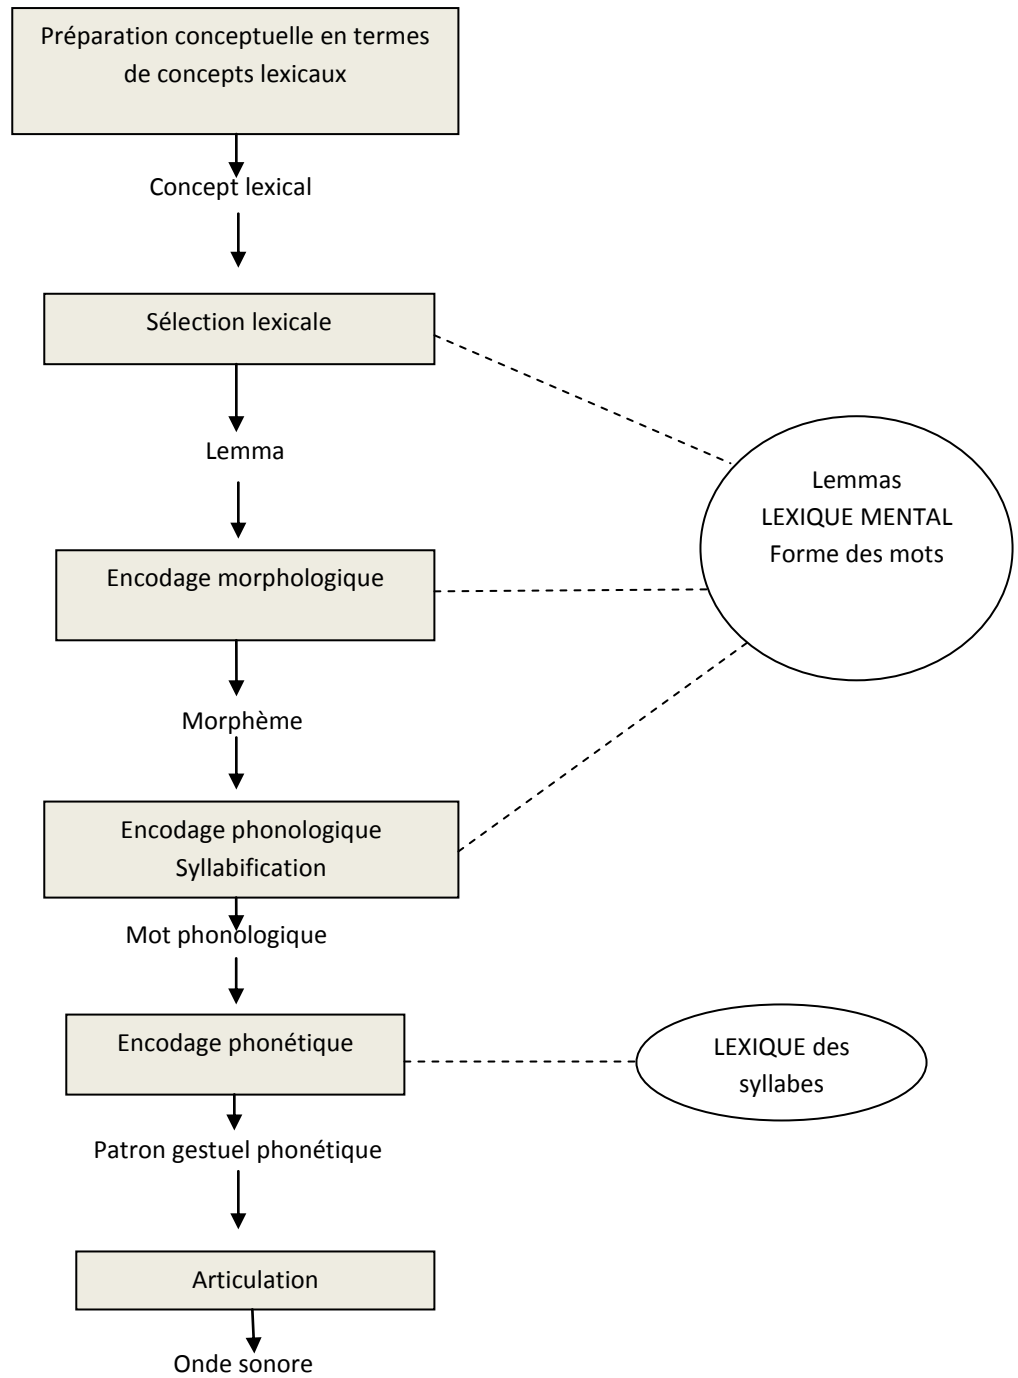 Préparation conceptuelle en termes
de concepts lexicaux
Concept lexical
Sélection lexicale
Lemma
Lemmas
LEXIQUE MENTAL
Forme des mots
Encodage morphologique
Morphème
Encodage phonologique
Syllabification
Mot phonologique
Encodage phonétique
LEXIQUE des
syllabes
Patron gestuel phonétique
Articulation
Onde sonore